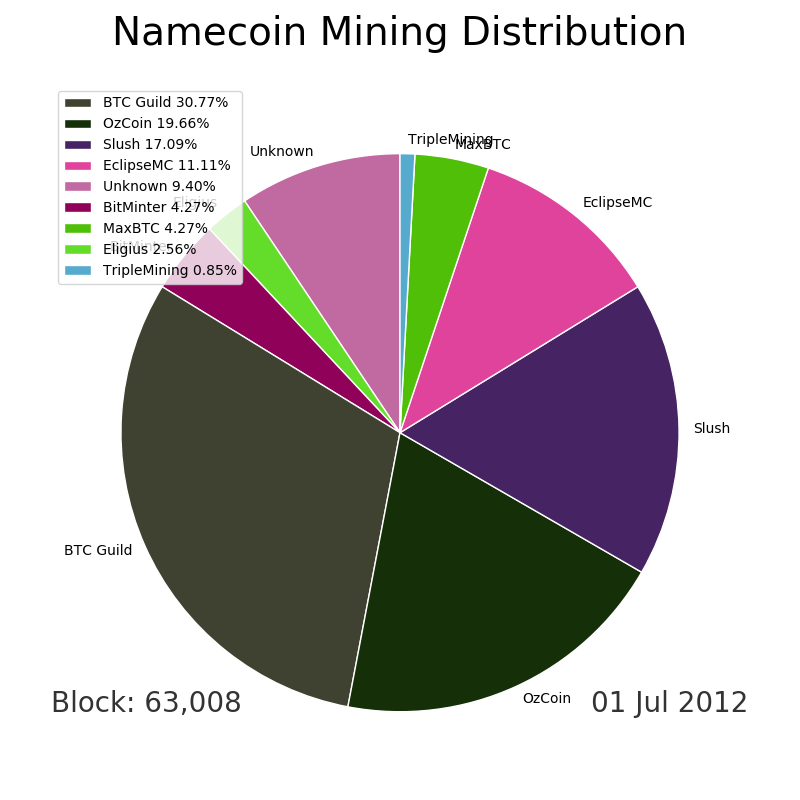 Namecoin Mining Distribution
BTC Guild 30.77%
OzCoin 19.66%
Slush 17.09%
EclipseMC 11.11%
Unknown 9.40%
BitMinter 4.27%
MaxBTC 4.27%
Eligius 2.56%
TripleMining 0.85%
TripleMining
MaxBTC
Unknown
EclipseMC
Eligius
BitMinter
Slush
BTC Guild
OzCoin
Block: 63,008
01 Jul 2012